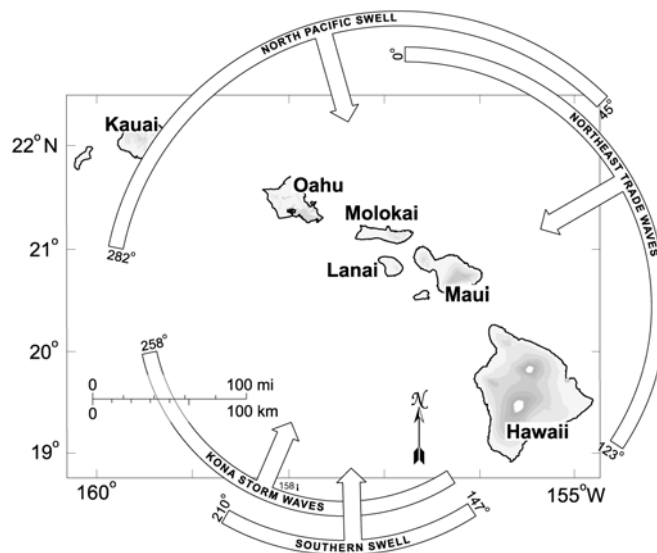 NORTH PACIFIC SWELL
0°
45°
NORTHEAST TRADE WAVES
Kauai
22°N
Oahu
Molokai
21°
282°
Lanai
Maui
258°
20°
0 100 mi
0 100 km
N
Hawaii
19°
123°
KONA STORM WAVES
158
147°
210°
160°
155°W
SOUTHERN SWELL